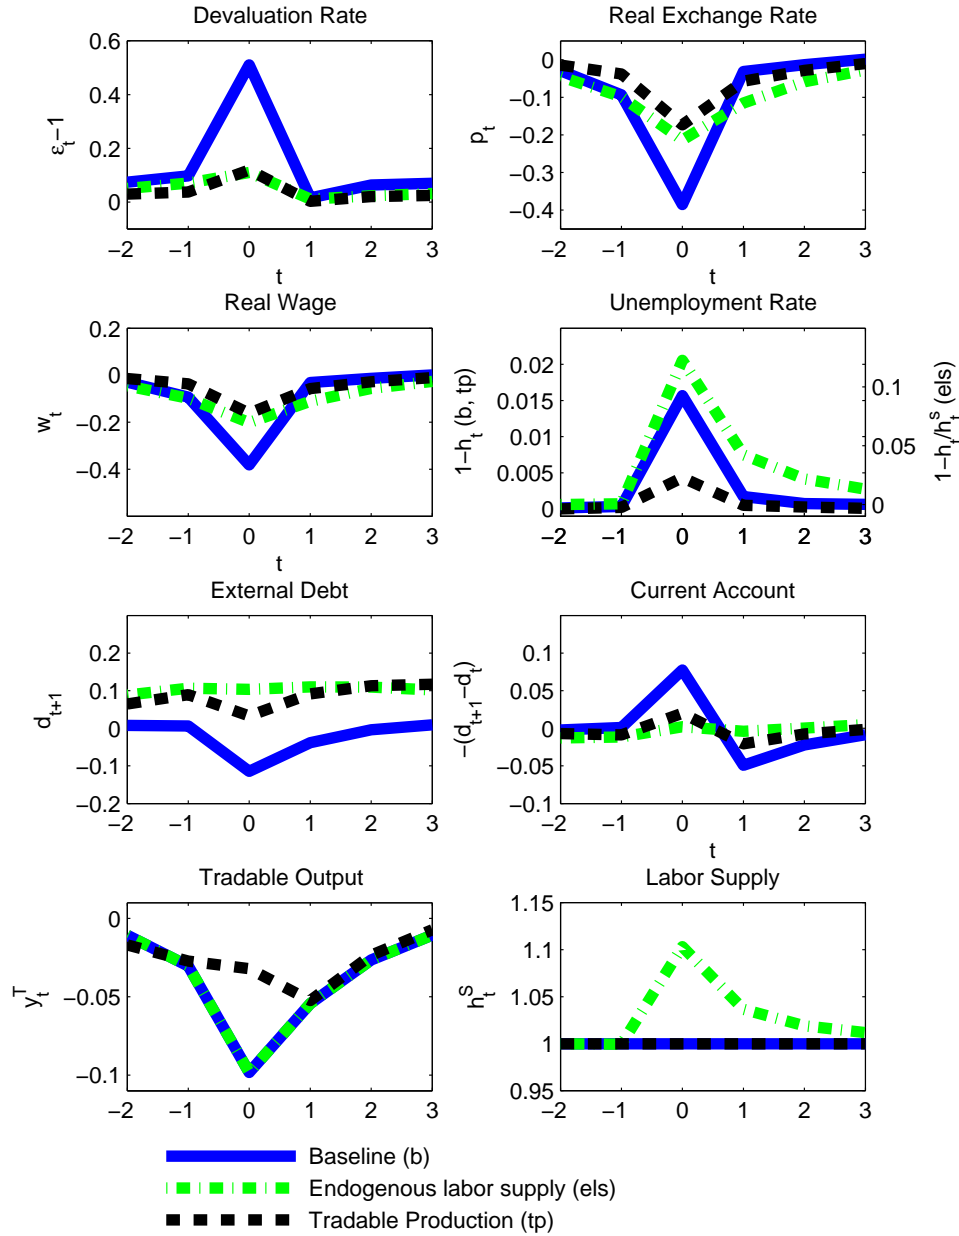 Devaluation Rate
0.6
0.4
0.2
0
ε_t−1
−2 −1 0 1 2 3
t
Real Exchange Rate
0
−0.1
−0.2
−0.3
−0.4
p_t
−2 −1 0 1 2 3
t
Real Wage
0.2
0
−0.2
−0.4
w_t
−2 −1 0 1 2 3
t
Unemployment Rate
0.02
0.015
0.01
0.005
0
1−h_t (b, tp)
0.1
0.05
0
1−h_t/h_t^s (els)
−2 −1 0 1 2 3
External Debt
0.2
0.1
0
−0.1
−0.2
d_{t+1}
−2 −1 0 1 2 3
Current Account
0.1
0.05
0
−0.05
−0.1
−(d_{t+1}−d_t)
−2 −1 0 1 2 3
t
Tradable Output
0
−0.05
−0.1
y_t^T
−2 −1 0 1 2 3
Labor Supply
1.15
1.1
1.05
1
0.95
h_t^s
−2 −1 0 1 2 3
Baseline (b)
Endogenous labor supply (els)
Tradable Production (tp)